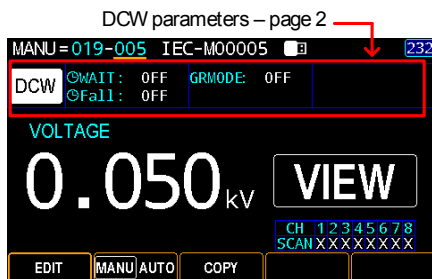 DCW parameters – page 2
MANU=019-005 IEC-M00005 232
DCW WAIT: OFF GRMODE: OFF
Fall: OFF
VOLTAGE
0.050kV VIEW
CH 1 2 3 4 5 6 7 8
SCAN X X X X X X X X
EDIT MANU AUTO COPY